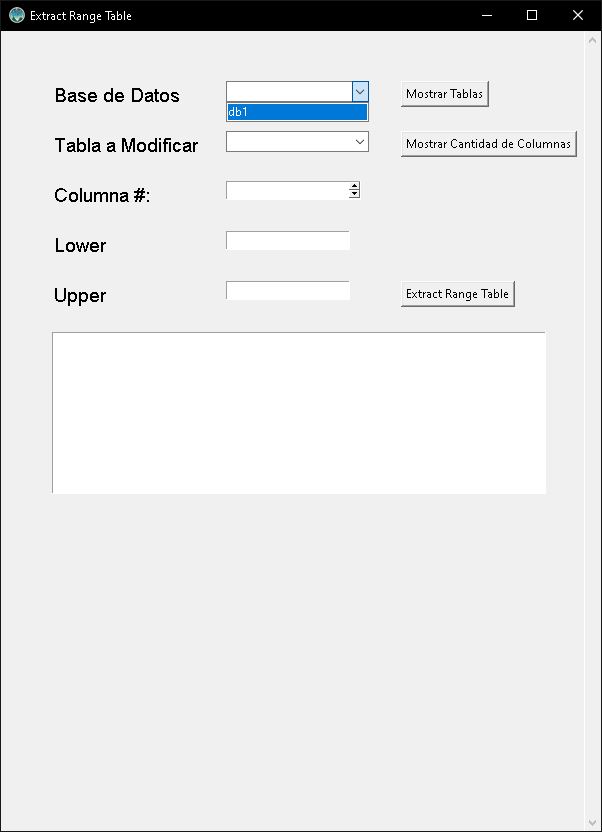 Extract Range Table
Base de Datos
Mostrar Tablas
db1
Tabla a Modificar
Mostrar Cantidad de Columnas
Columna #:
Lower
Upper
Extract Range Table